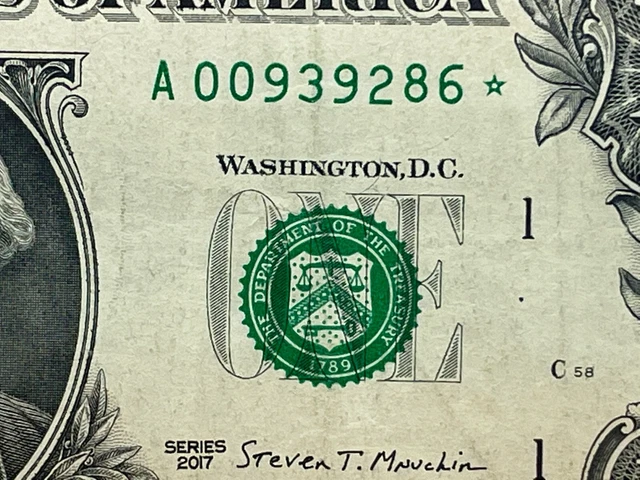 OF AMERICA
A 00939286 ☆
WASHINGTON, D.C.
ONE
1
THE DEPARTMENT OF THE TREASURY
1789
C 58
SERIES
2017
Steven T. Mnuchin
1